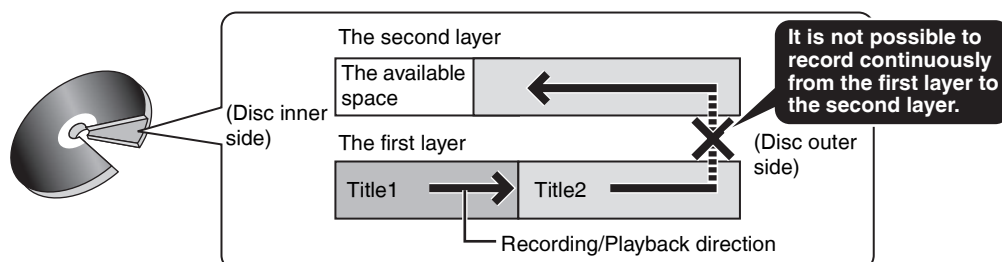 The second layer
The available
space
It is not possible to
record continuously
from the first layer to
the second layer.
(Disc inner
side)
The first layer
(Disc outer
side)
Title1
Title2
Recording/Playback direction